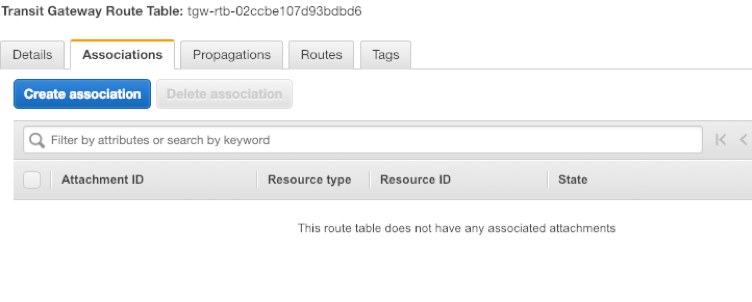 Transit Gateway Route Table: tgw-rtb-02ccbe107d93bdbd6
Details Associations Propagations Routes Tags
Create association Delete association
Filter by attributes or search by keyword
Attachment ID Resource type Resource ID State
This route table does not have any associated attachments